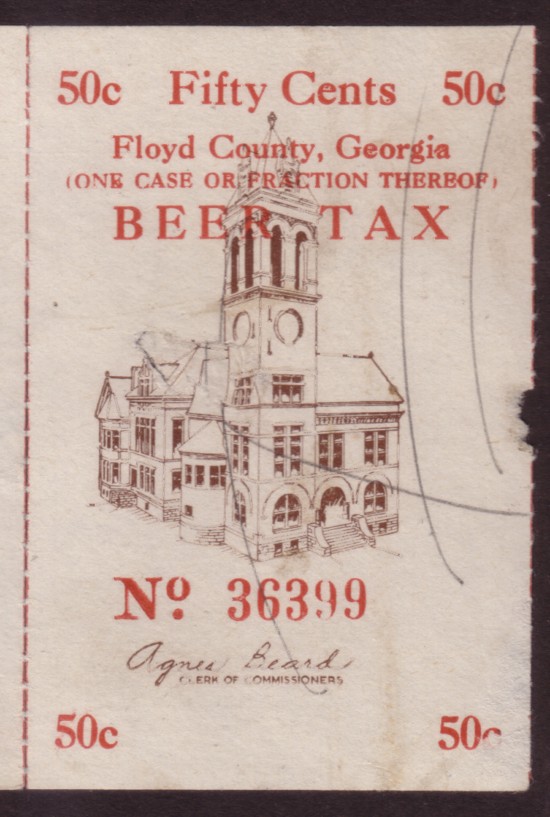 50c Fifty Cents 50c
Floyd County, Georgia
(ONE CASE OR FRACTION THEREOF)
BEER TAX
Nº 36399
Agnes Beard
CLERK OF COMMISSIONERS
50c 50c